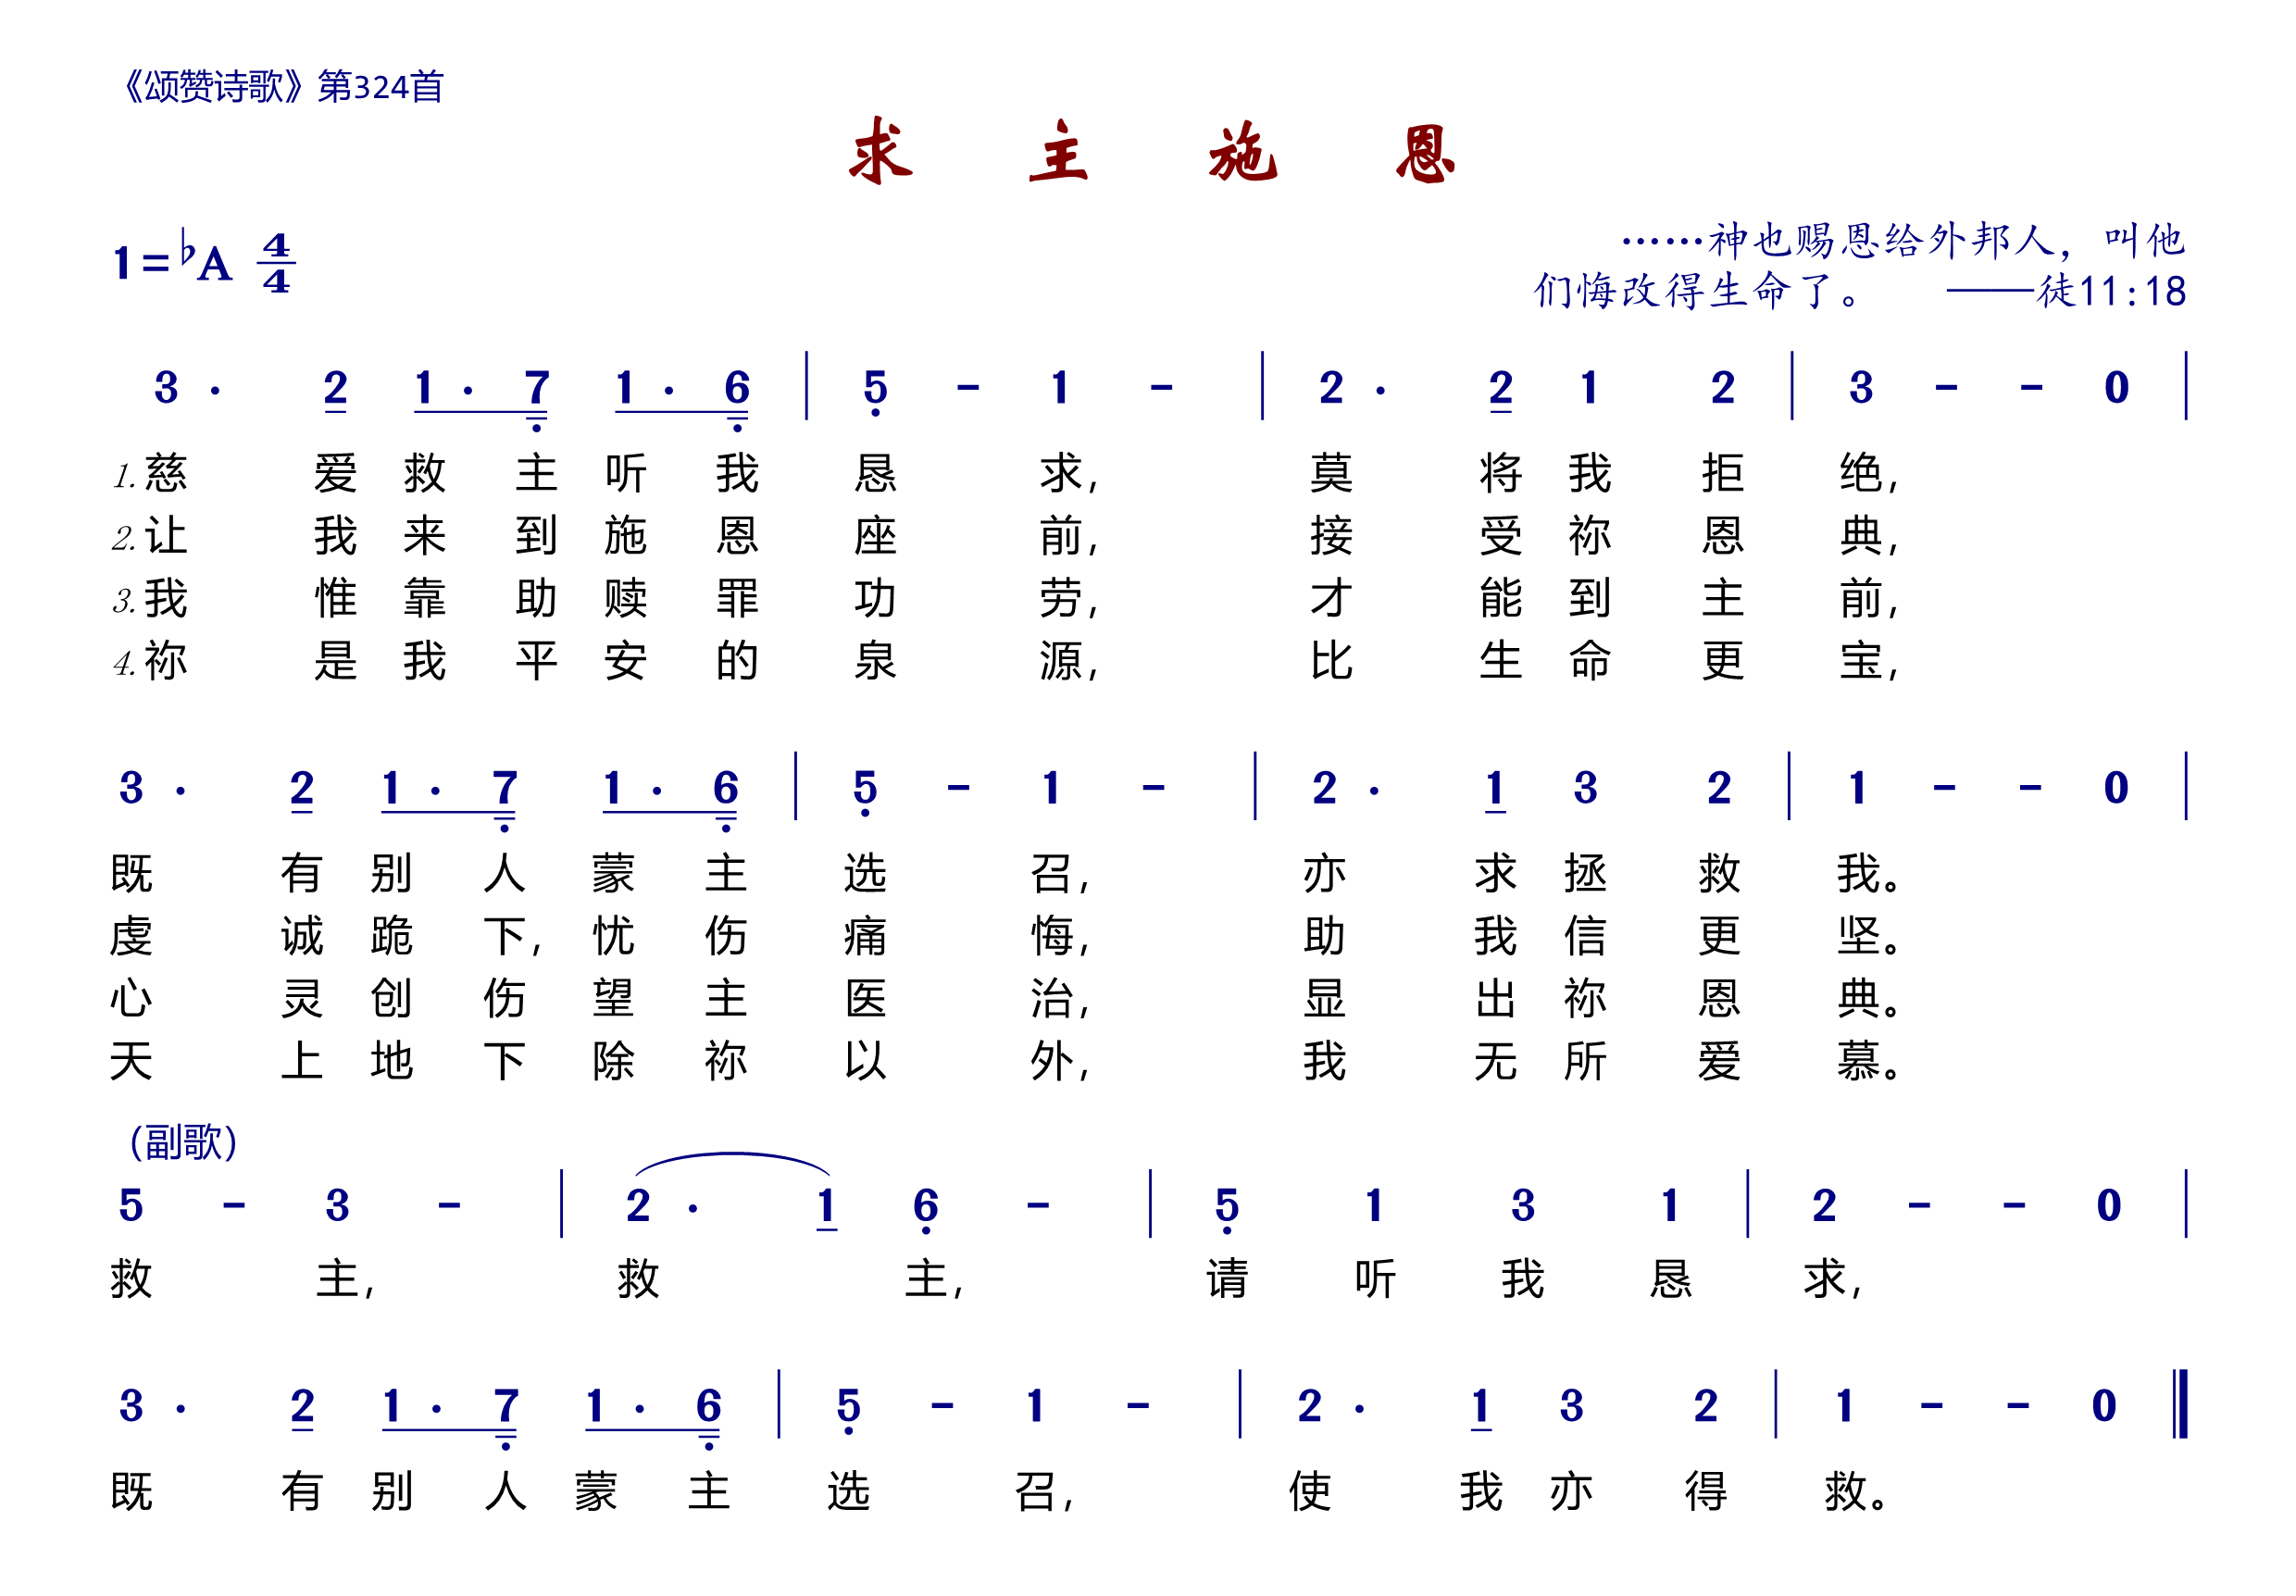 《颂赞诗歌》第324首
求主施恩
1=♭A 4/4
……神也赐恩给外邦人，叫他
们悔改得生命了。 ——徒11:18
3 · 2 1 · 7 1 · 6 | 5 - 1 - | 2 · 2 1 2 | 3 - - 0 |
1.慈爱救主听我恳求，莫将我拒绝，
2.让我来到施恩座前，接受祢恩典，
3.我惟靠助赎罪功劳，才能到主前，
4.祢是我平安的泉源，比生命更宝，
3 · 2 1 · 7 1 · 6 | 5 - 1 - | 2 · 1 3 2 | 1 - - 0 |
既有别人蒙主选召，亦求拯救我。
虔诚跪下，忧伤痛悔，助我信更坚。
心灵创伤望主医治，显出祢恩典。
天上地下除祢以外，我无所爱慕。
（副歌）
5 - 3 - | 2 · 1 6 - | 5 1 3 1 | 2 - - 0 |
救主，救主，请听我恳求，
3 · 2 1 · 7 1 · 6 | 5 - 1 - | 2 · 1 3 2 | 1 - - 0 ‖
既有别人蒙主选召，使我亦得救。